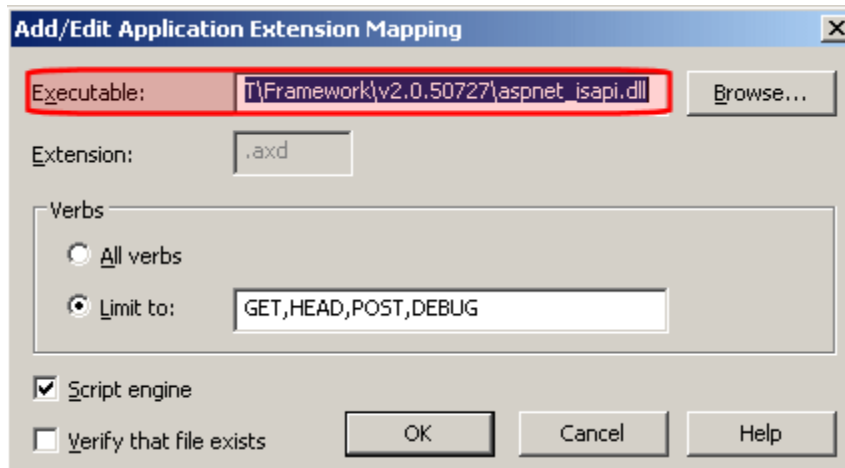 Add/Edit Application Extension Mapping
Executable: T\Framework\v2.0.50727\aspnet_isapi.dll Browse...
Extension: .axd
Verbs
All verbs
Limit to: GET,HEAD,POST,DEBUG
Script engine
Verify that file exists OK Cancel Help